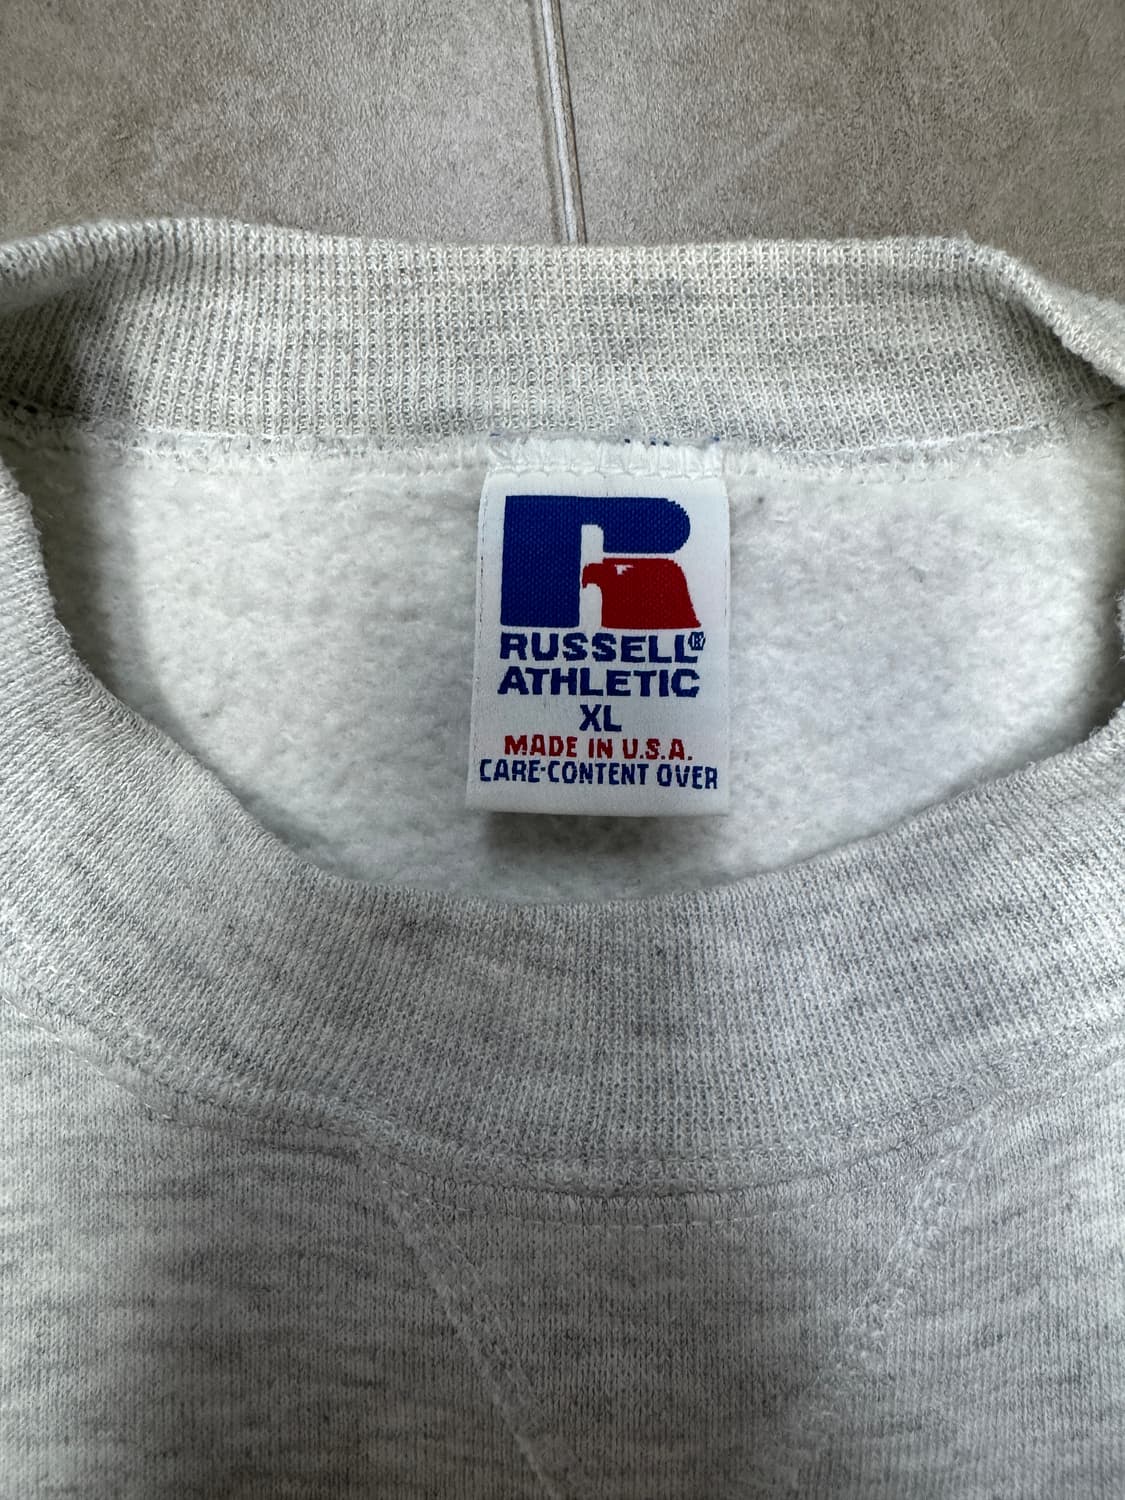 RUSSELL®
ATHLETIC
XL
MADE IN U.S.A.
CARE-CONTENT OVER